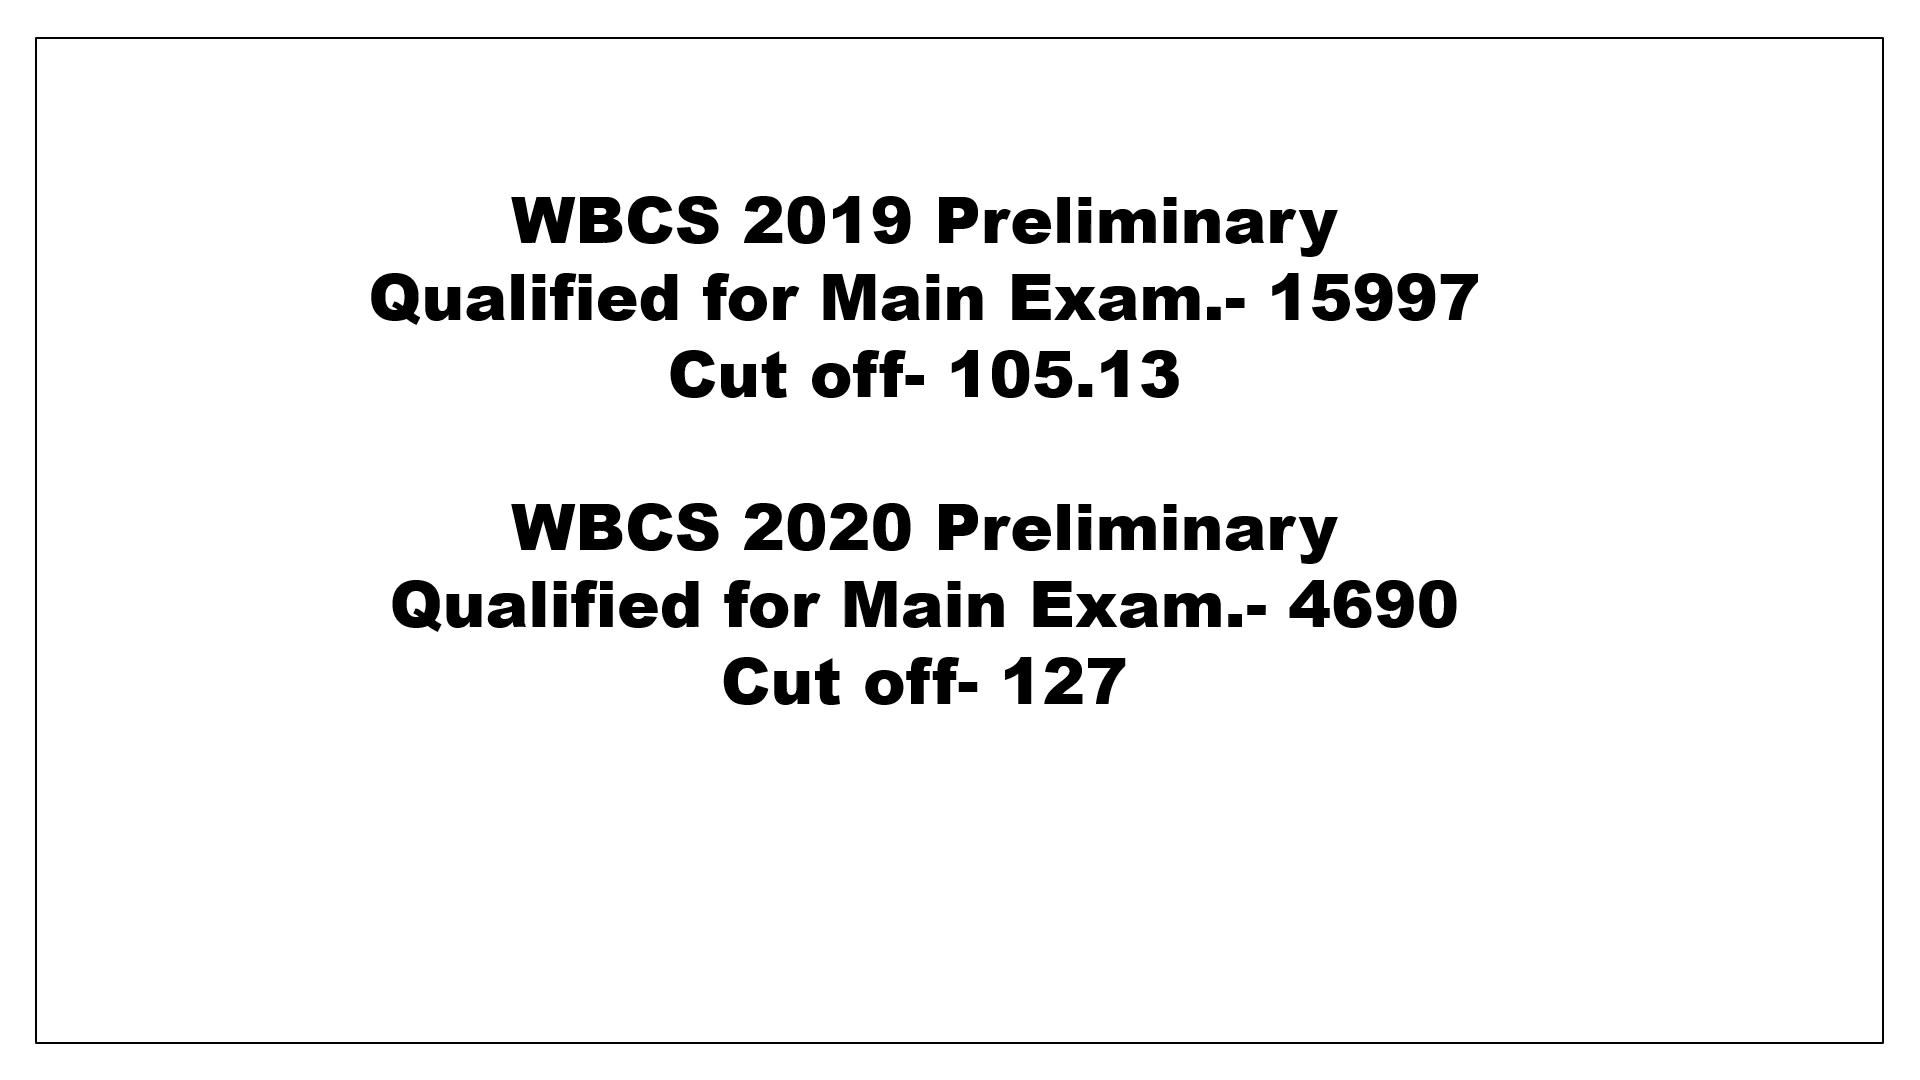 WBCS 2019 Preliminary
Qualified for Main Exam.- 15997
Cut off- 105.13
WBCS 2020 Preliminary
Qualified for Main Exam.- 4690
Cut off- 127